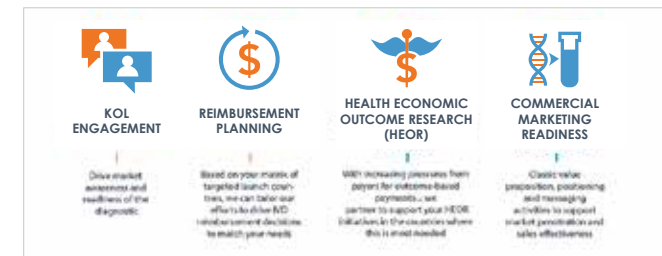 KOL
ENGAGEMENT
Drive market
awareness and
readiness of the
diagnostic
REIMBURSEMENT
PLANNING
Based on your matrix of
targeted launch coun-
tries, we can tailor our
efforts to drive IVD
reimbursement decisions
to match your needs
HEALTH ECONOMIC
OUTCOME RESEARCH
(HEOR)
With increasing pressures from
payors for outcome-based
payments... we
partner to support your HEOR
initiatives in the countries where
this is most needed
COMMERCIAL
MARKETING
READINESS
Classic value
proposition, positioning
and messaging
activities to support
market penetration and
sales effectiveness